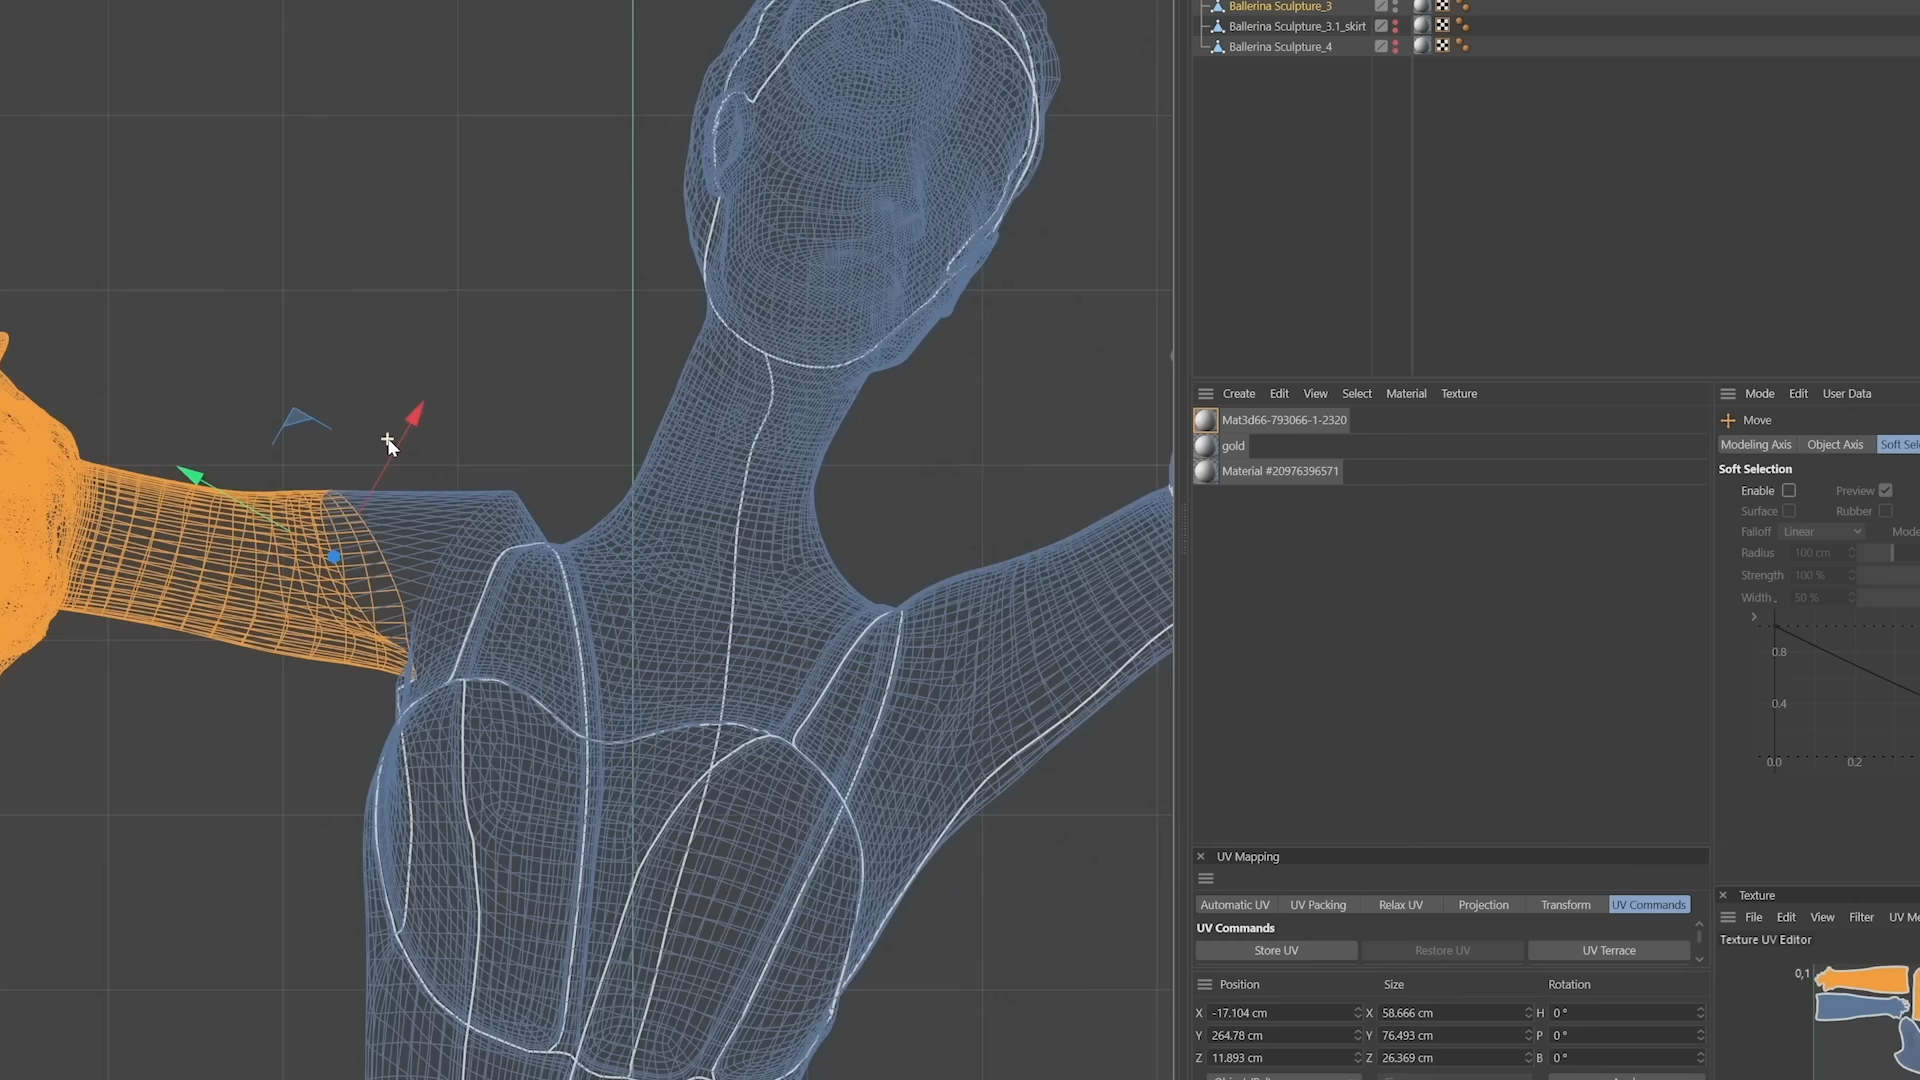 Ballerina Sculpture_3
Ballerina Sculpture_3.1_skirt
Ballerina Sculpture_4
Create Edit View Select Material Texture
Mat3d66-793066-1-2320
gold
Material #20976396571
Mode Edit User Data
Move
Modeling Axis Object Axis Soft Sele
Soft Selection
Enable Preview
Surface Rubber
Falloff Linear Mode
Radius 100 cm
Strength 100 %
Width 50 %
0.8
0.4
0.0 0.2
UV Mapping
Automatic UV UV Packing Relax UV Projection Transform UV Commands
UV Commands
Store UV Restore UV UV Terrace
Position Size Rotation
X -17.104 cm X 58.666 cm H 0 °
Y 264.78 cm Y 76.493 cm P 0 °
Z 11.893 cm Z 26.369 cm B 0 °
Texture
File Edit View Filter UV Me
Texture UV Editor
0,1